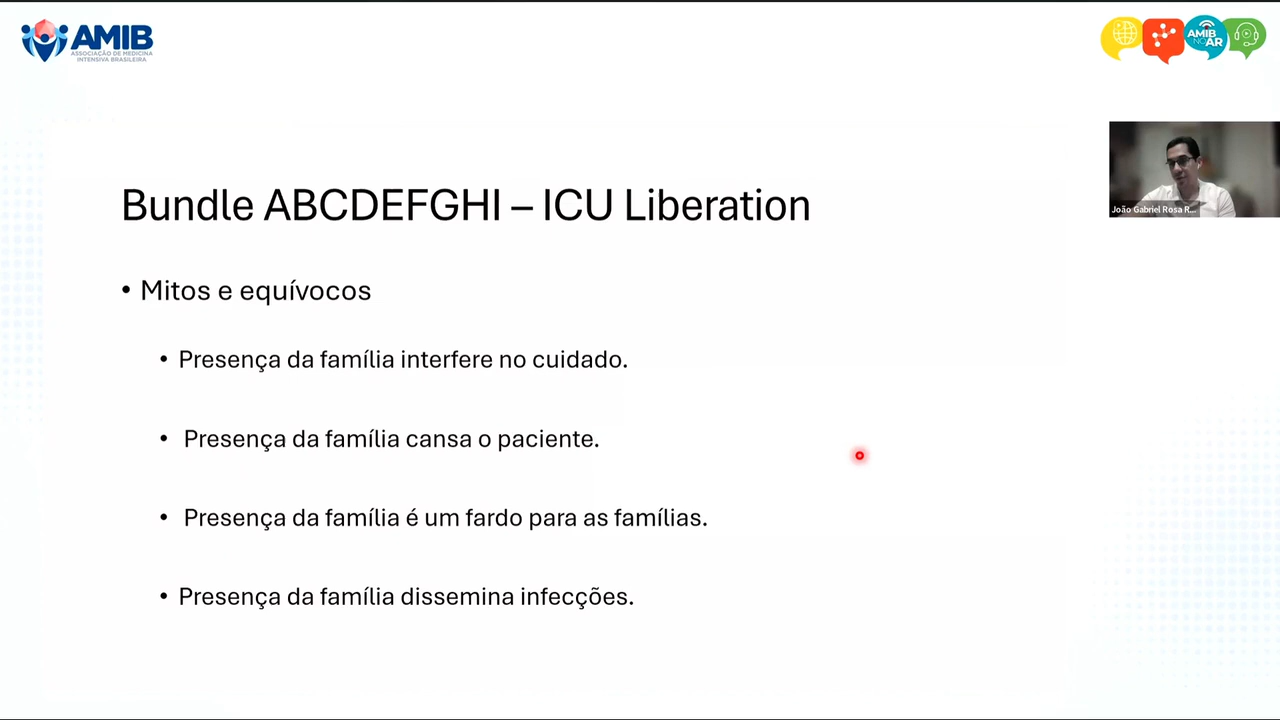 AMIB
ASSOCIAÇÃO DE MEDICINA
INTENSIVA BRASILEIRA
AMIB
NO
AR
João Gabriel Rosa R...
Bundle ABCDEFGHI – ICU Liberation
• Mitos e equívocos
• Presença da família interfere no cuidado.
• Presença da família cansa o paciente.
• Presença da família é um fardo para as famílias.
• Presença da família dissemina infecções.